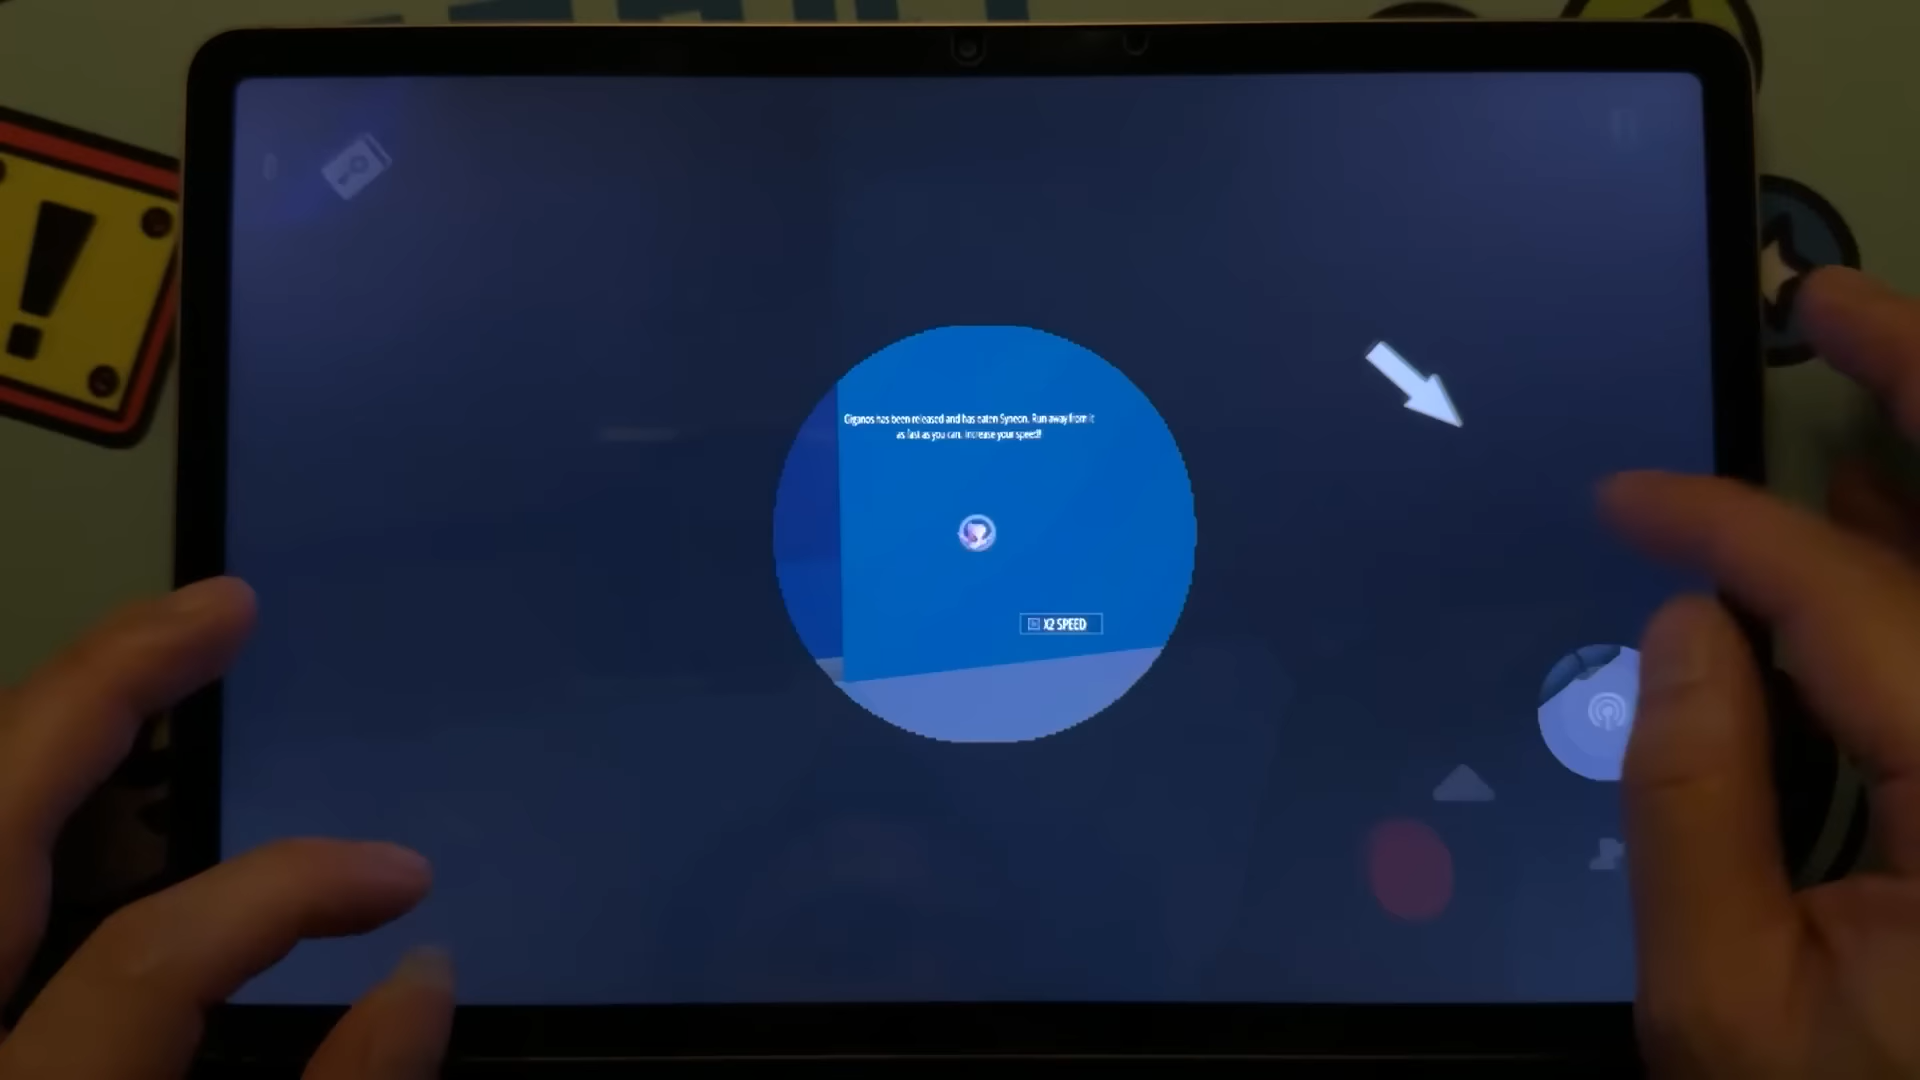 Giganos has been released and has eaten Syneon. Run away from it
as fast as you can. Increase your speed!!
X2 SPEED